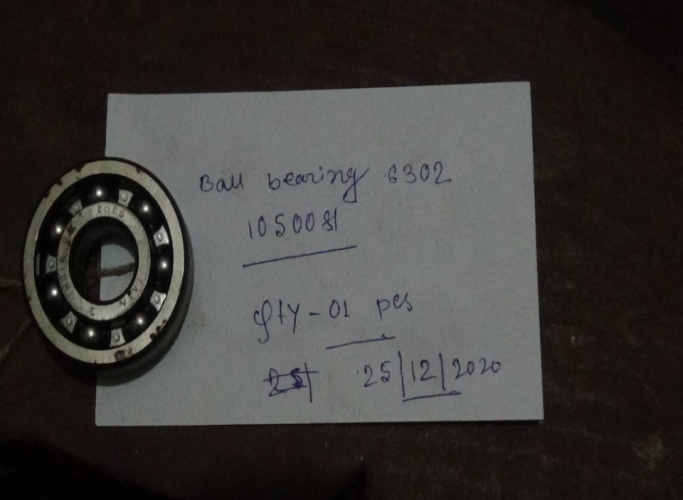 Ball bearing 6302
1050081
Qty - 01 pcs
25/12/2020